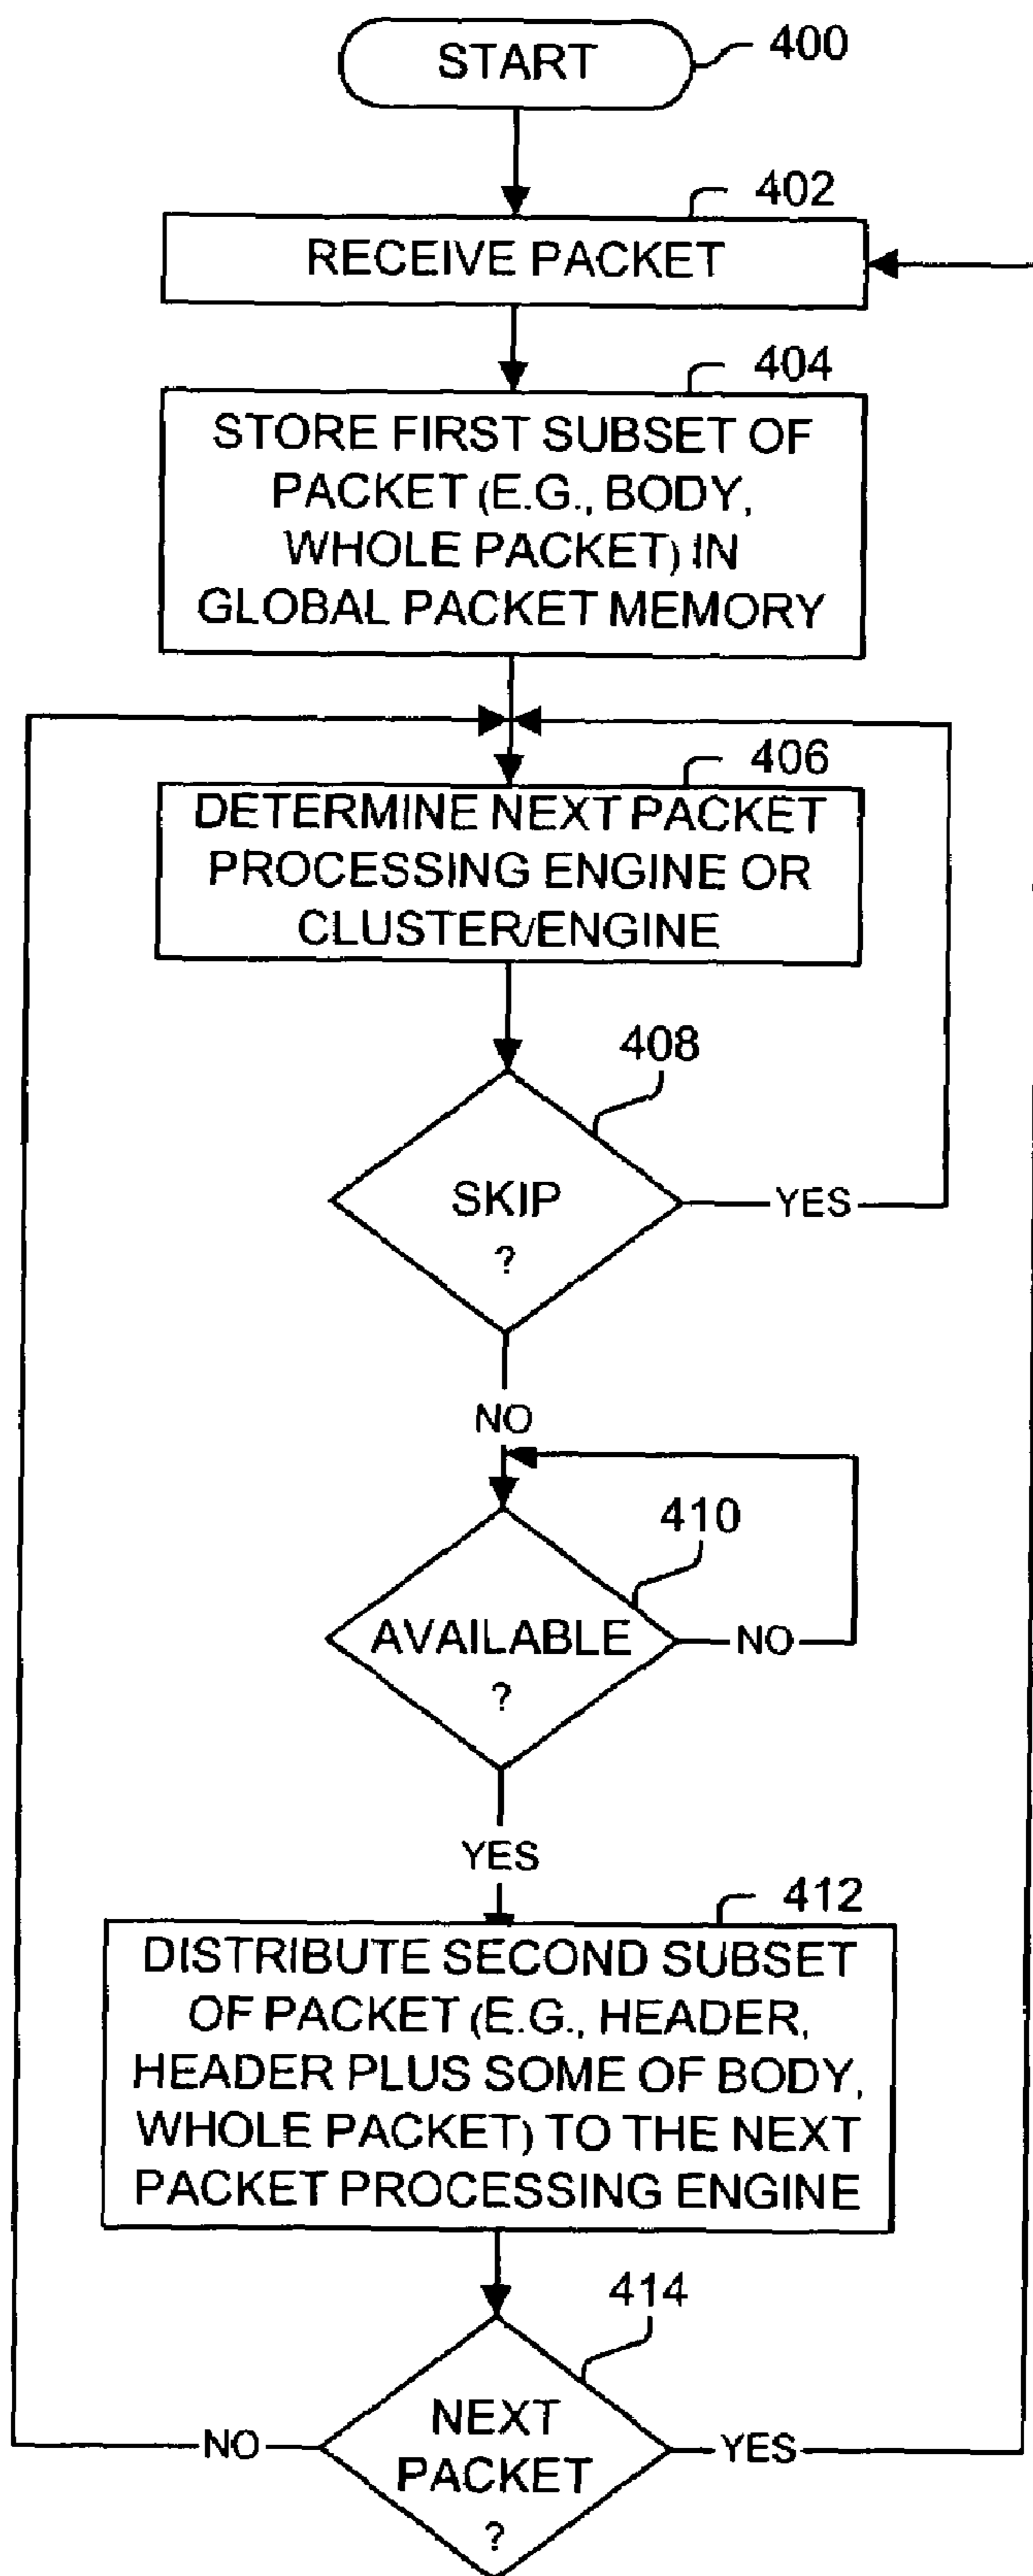 START
400
402
RECEIVE PACKET
404
STORE FIRST SUBSET OF
PACKET (E.G., BODY,
WHOLE PACKET) IN
GLOBAL PACKET MEMORY
406
DETERMINE NEXT PACKET
PROCESSING ENGINE OR
CLUSTER/ENGINE
408
SKIP
?
YES
NO
410
AVAILABLE
?
NO
YES
412
DISTRIBUTE SECOND SUBSET
OF PACKET (E.G., HEADER,
HEADER PLUS SOME OF BODY,
WHOLE PACKET) TO THE NEXT
PACKET PROCESSING ENGINE
414
NEXT
PACKET
?
NO
YES